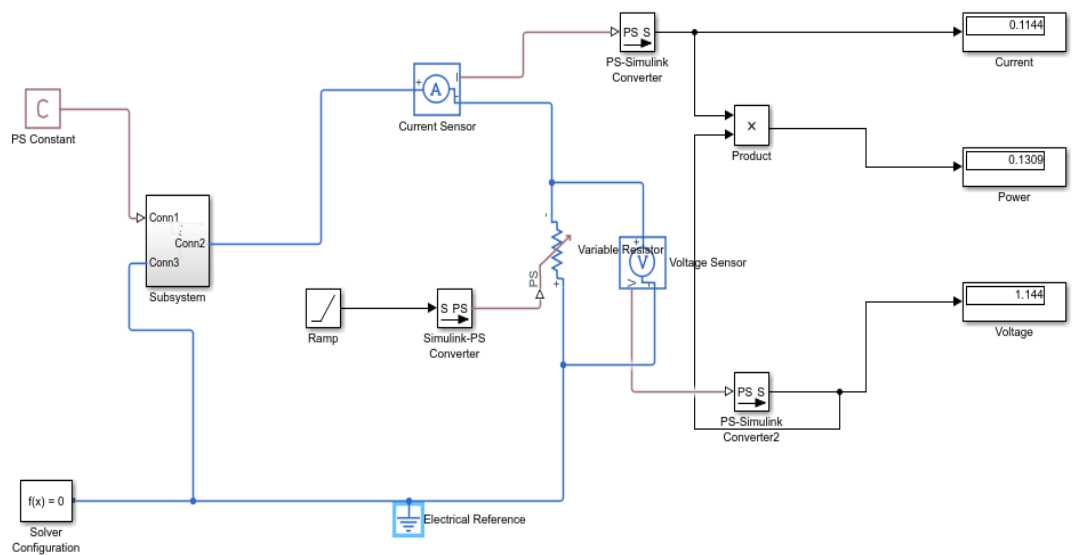 PS S
0.1144
PS-Simulink
Converter
Current
+
A
I
-
Current Sensor
C
PS Constant
×
Product
0.1309
Power
Conn1
Conn2
Conn3
Subsystem
-
Variable Resistor
+
V
V
Voltage Sensor
PS
+
-
Ramp
S PS
Simulink-PS
Converter
1.144
Voltage
PS S
PS-Simulink
Converter2
f(x) = 0
Solver
Configuration
Electrical Reference